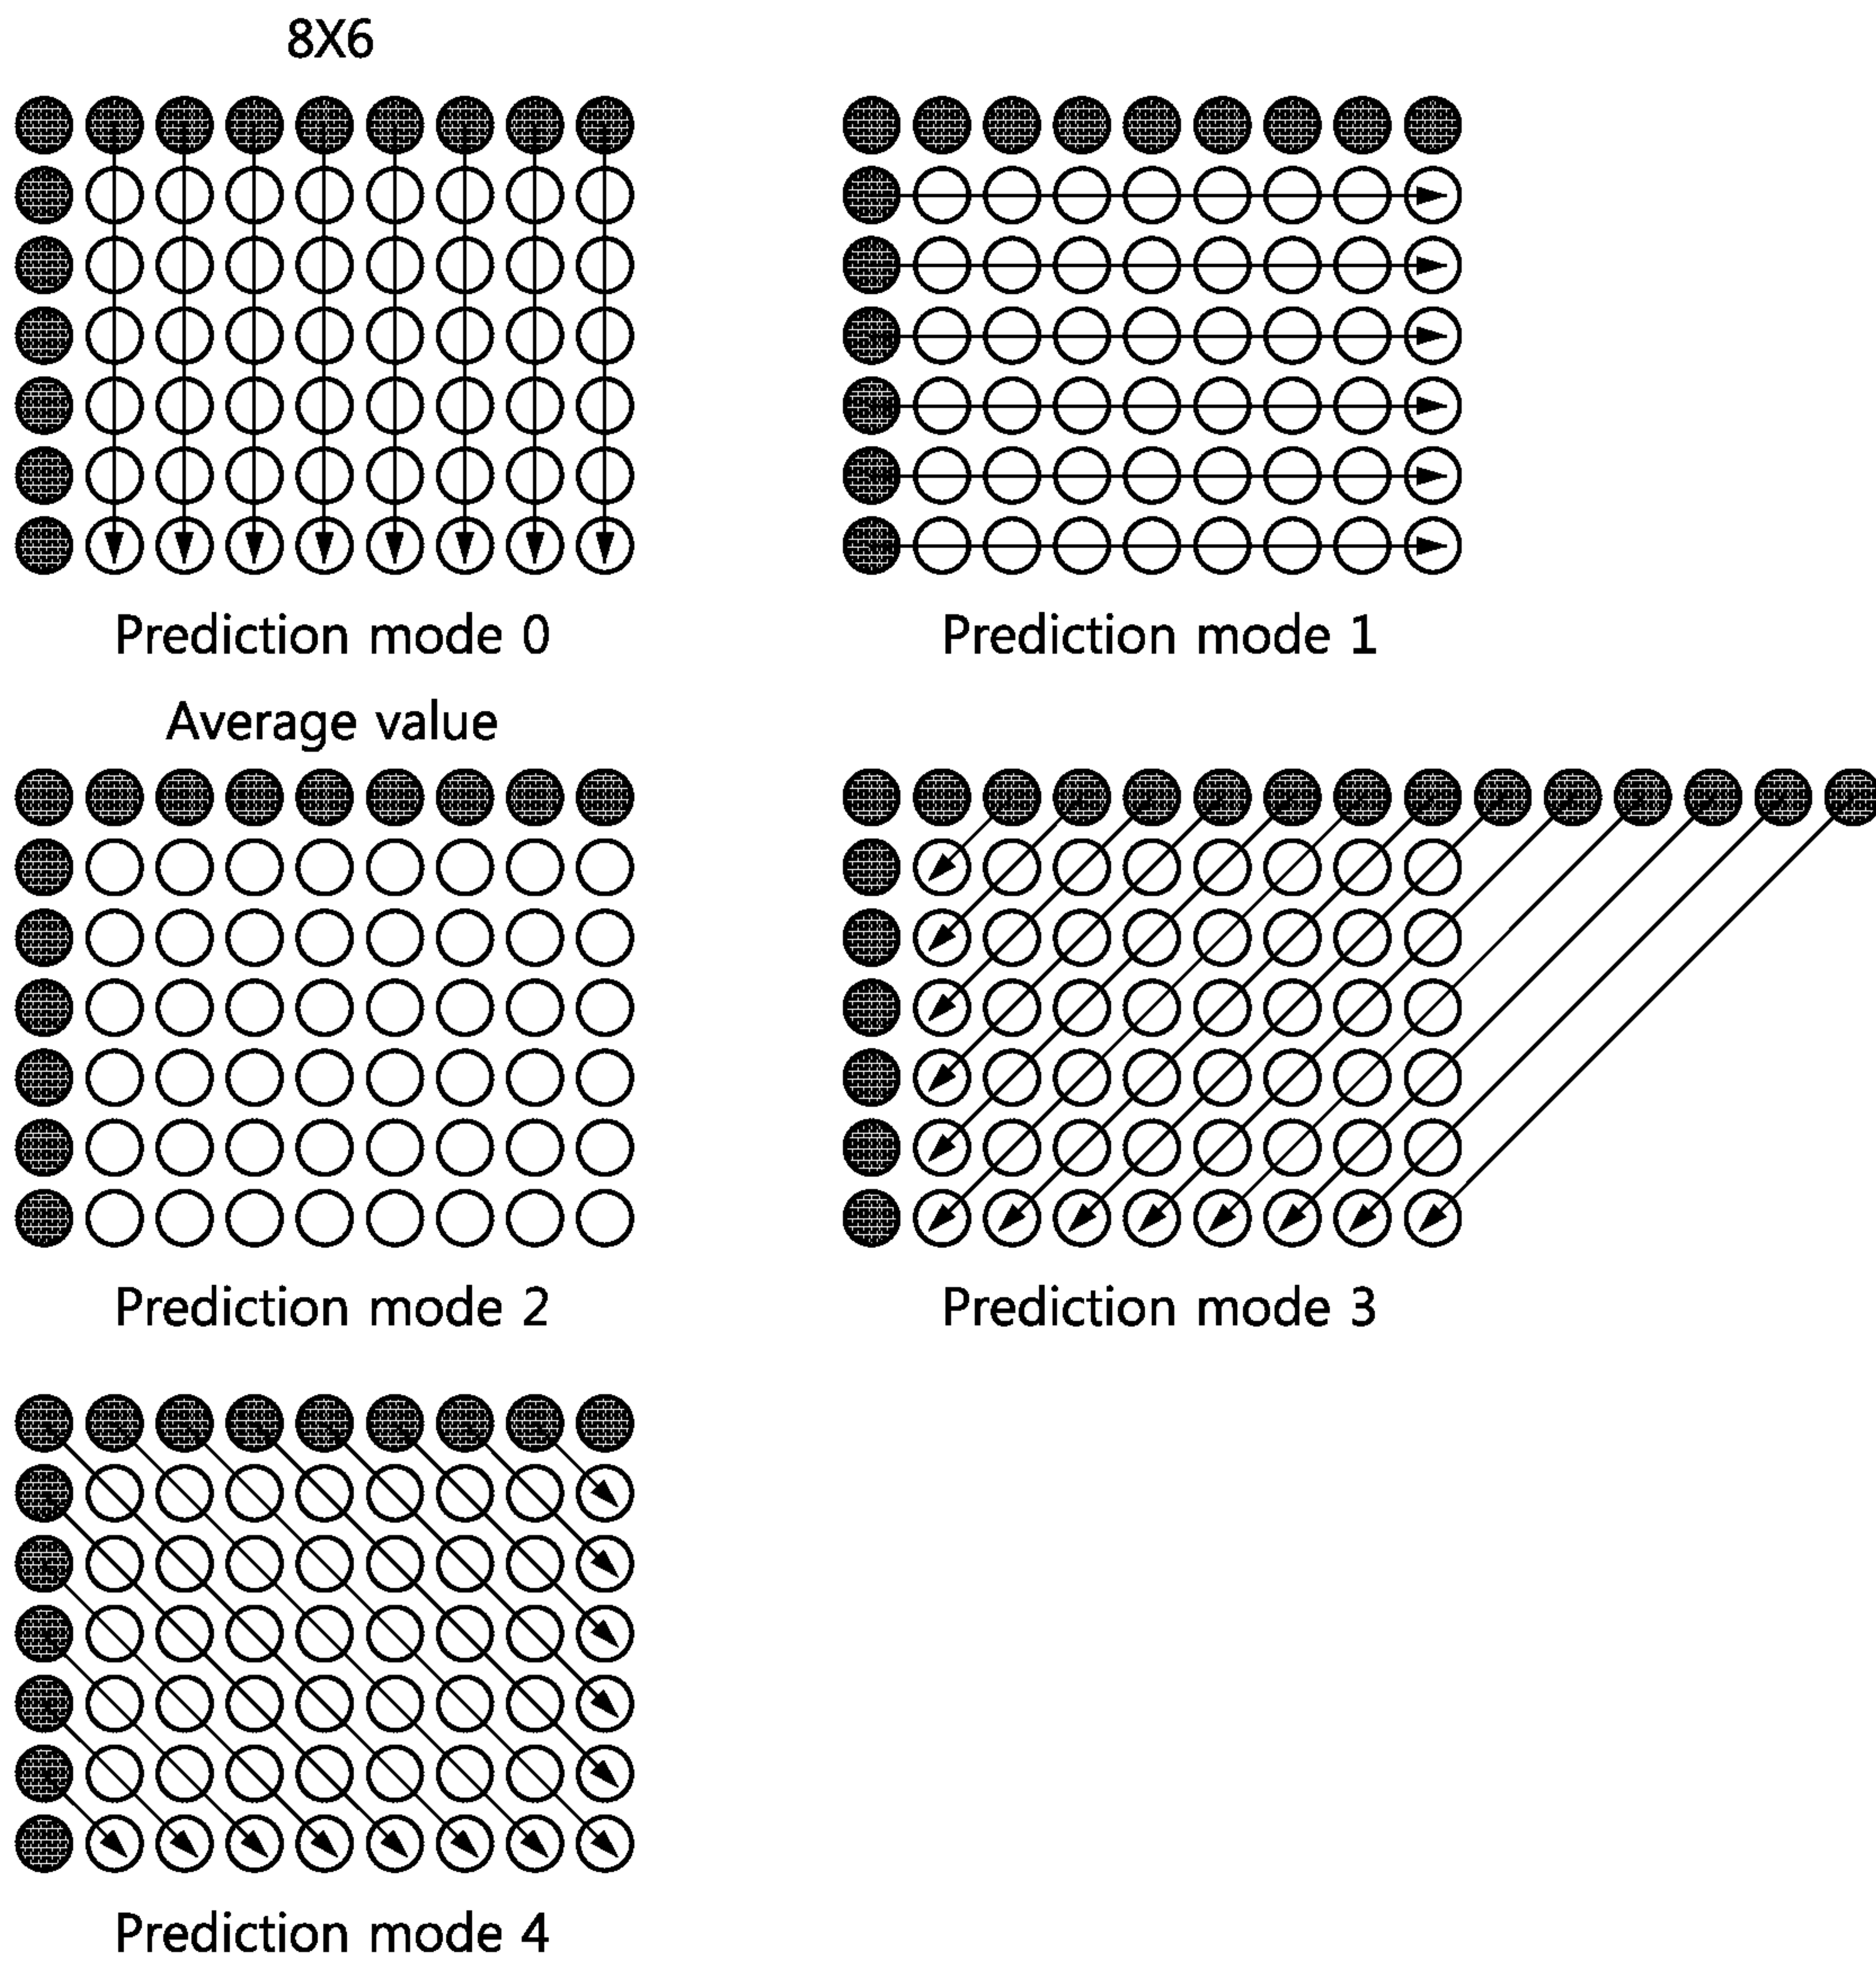 8X6
Prediction mode 0
Prediction mode 1
Average value
Prediction mode 2
Prediction mode 3
Prediction mode 4